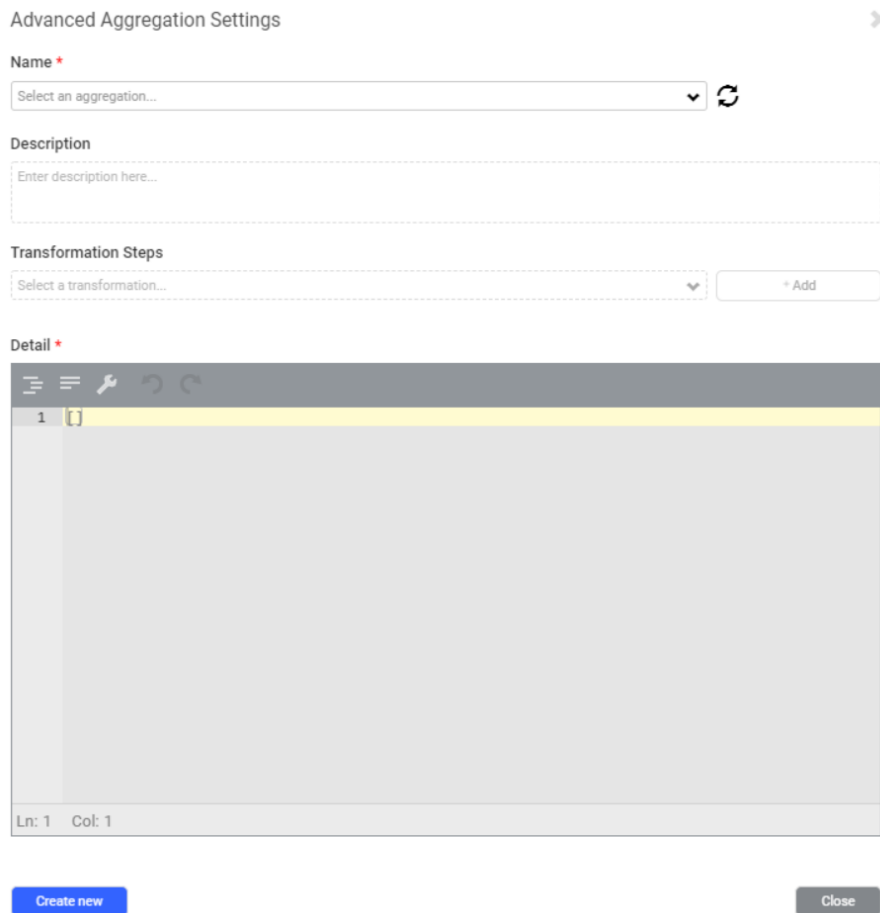 Advanced Aggregation Settings
Name *
Select an aggregation...
Description
Enter description here...
Transformation Steps
Select a transformation...
+ Add
Detail *
1 []
Ln: 1 Col: 1
Create new
Close